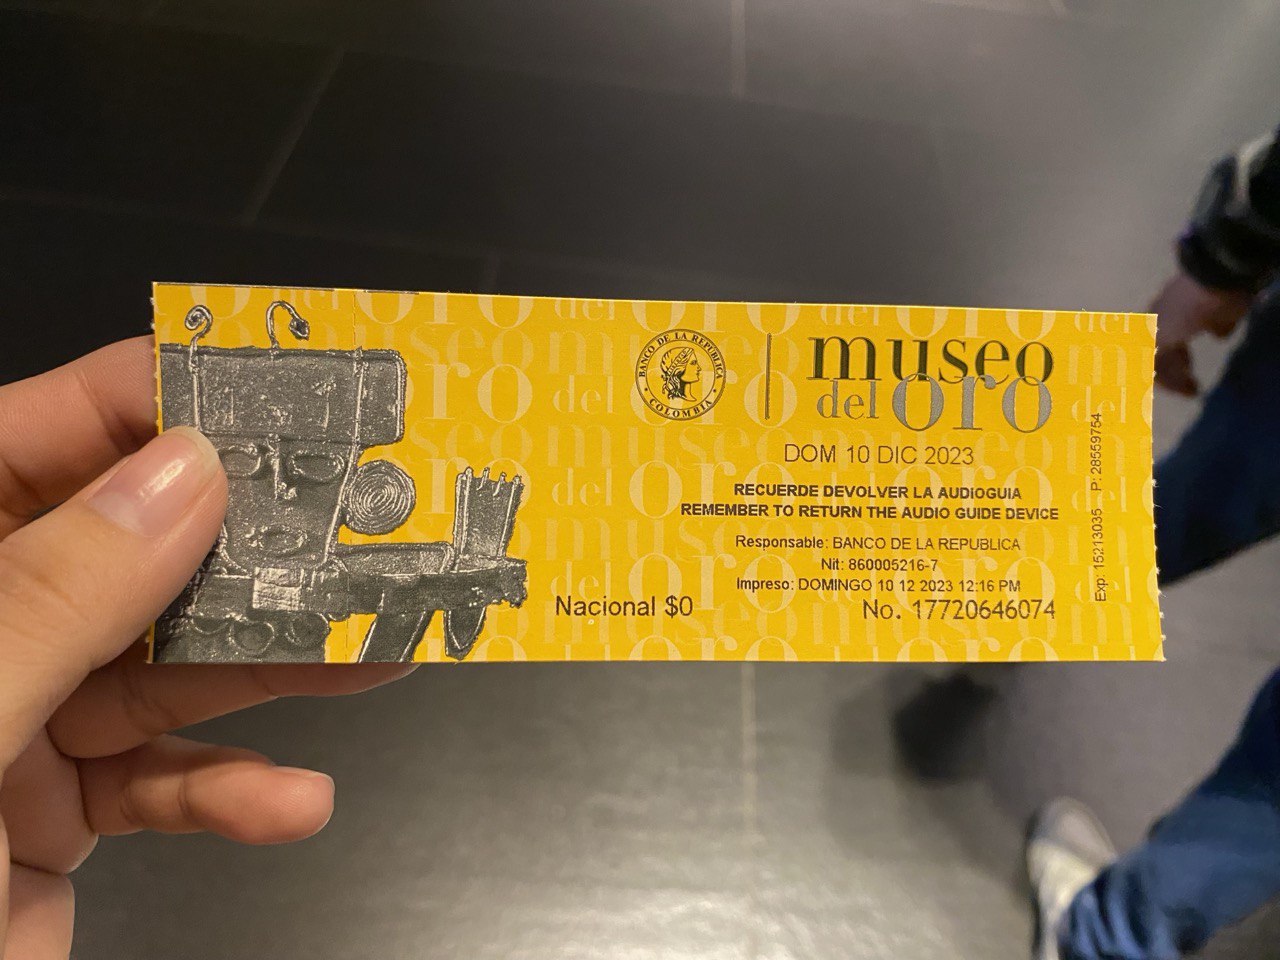 BANCO DE LA REPUBLICA
COLOMBIA
museo
del oro
DOM 10 DIC 2023
RECUERDE DEVOLVER LA AUDIOGUIA
REMEMBER TO RETURN THE AUDIO GUIDE DEVICE
Responsable: BANCO DE LA REPUBLICA
Nit: 860005216-7
Impreso: DOMINGO 10 12 2023 12:16 PM
Nacional $0
No. 17720646074
Exp: 15213035 P: 28559754